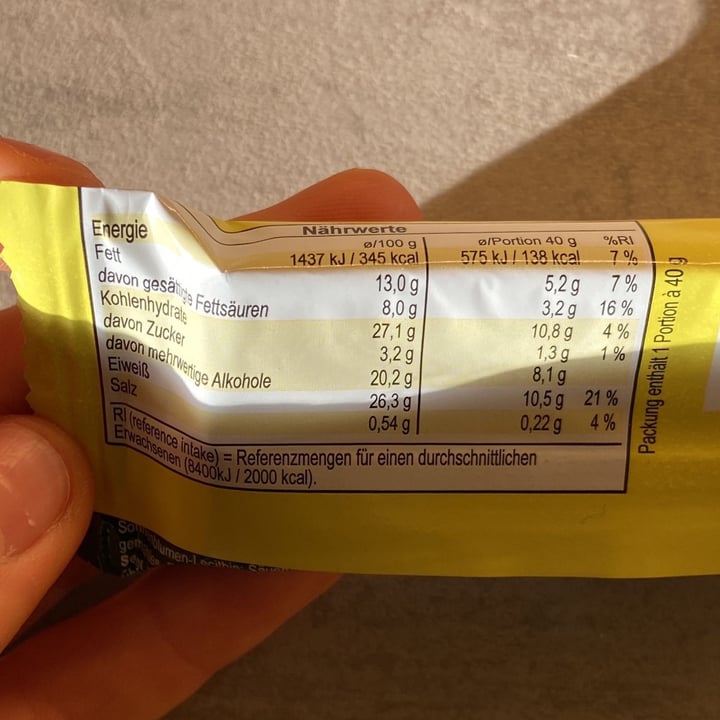 Nährwerte
ø/100 g ø/Portion 40 g %RI
Energie 1437 kJ / 345 kcal 575 kJ / 138 kcal 7 %
Fett 13,0 g 5,2 g 7 %
davon gesättigte Fettsäuren 8,0 g 3,2 g 16 %
Kohlenhydrate 27,1 g 10,8 g 4 %
davon Zucker 3,2 g 1,3 g 1 %
davon mehrwertige Alkohole 20,2 g 8,1 g
Eiweiß 26,3 g 10,5 g 21 %
Salz 0,54 g 0,22 g 4 %
RI (reference intake) = Referenzmengen für einen durchschnittlichen
Erwachsenen (8400kJ / 2000 kcal).
Packung enthält 1 Portion à 40 g